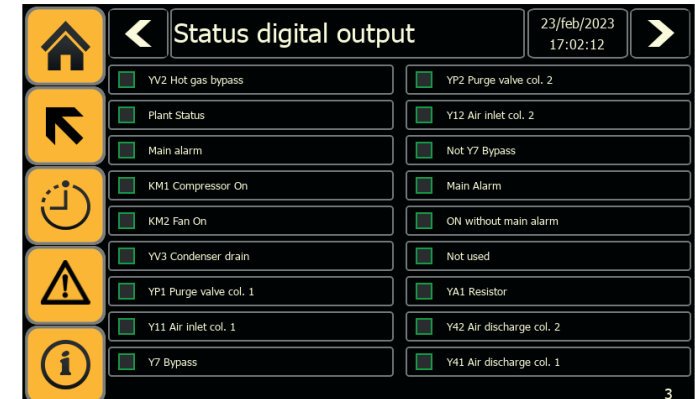 Status digital output
23/feb/2023
17:02:12
YV2 Hot gas bypass
Plant Status
Main alarm
KM1 Compressor On
KM2 Fan On
YV3 Condenser drain
YP1 Purge valve col. 1
Y11 Air inlet col. 1
Y7 Bypass
YP2 Purge valve col. 2
Y12 Air inlet col. 2
Not Y7 Bypass
Main Alarm
ON without main alarm
Not used
YA1 Resistor
Y42 Air discharge col. 2
Y41 Air discharge col. 1
3